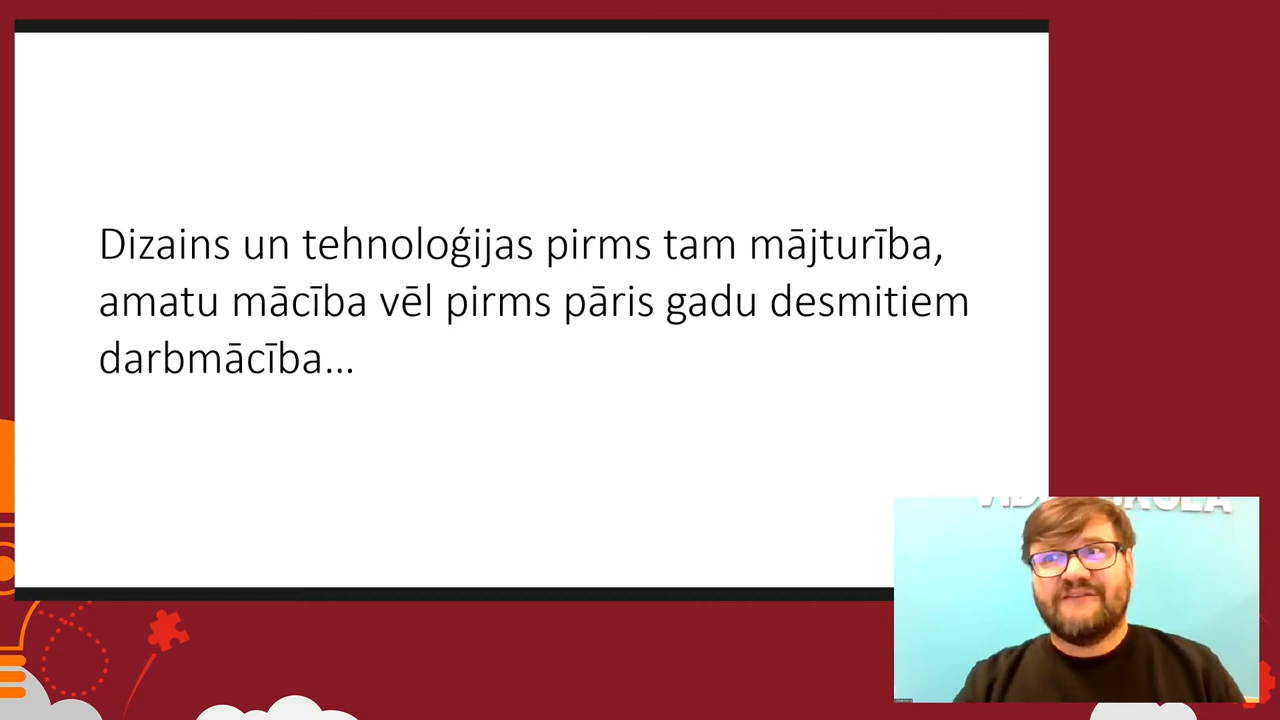 Dizains un tehnoloģijas pirms tam mājturība,
amatu mācība vēl pirms pāris gadu desmitiem
darbmācība...